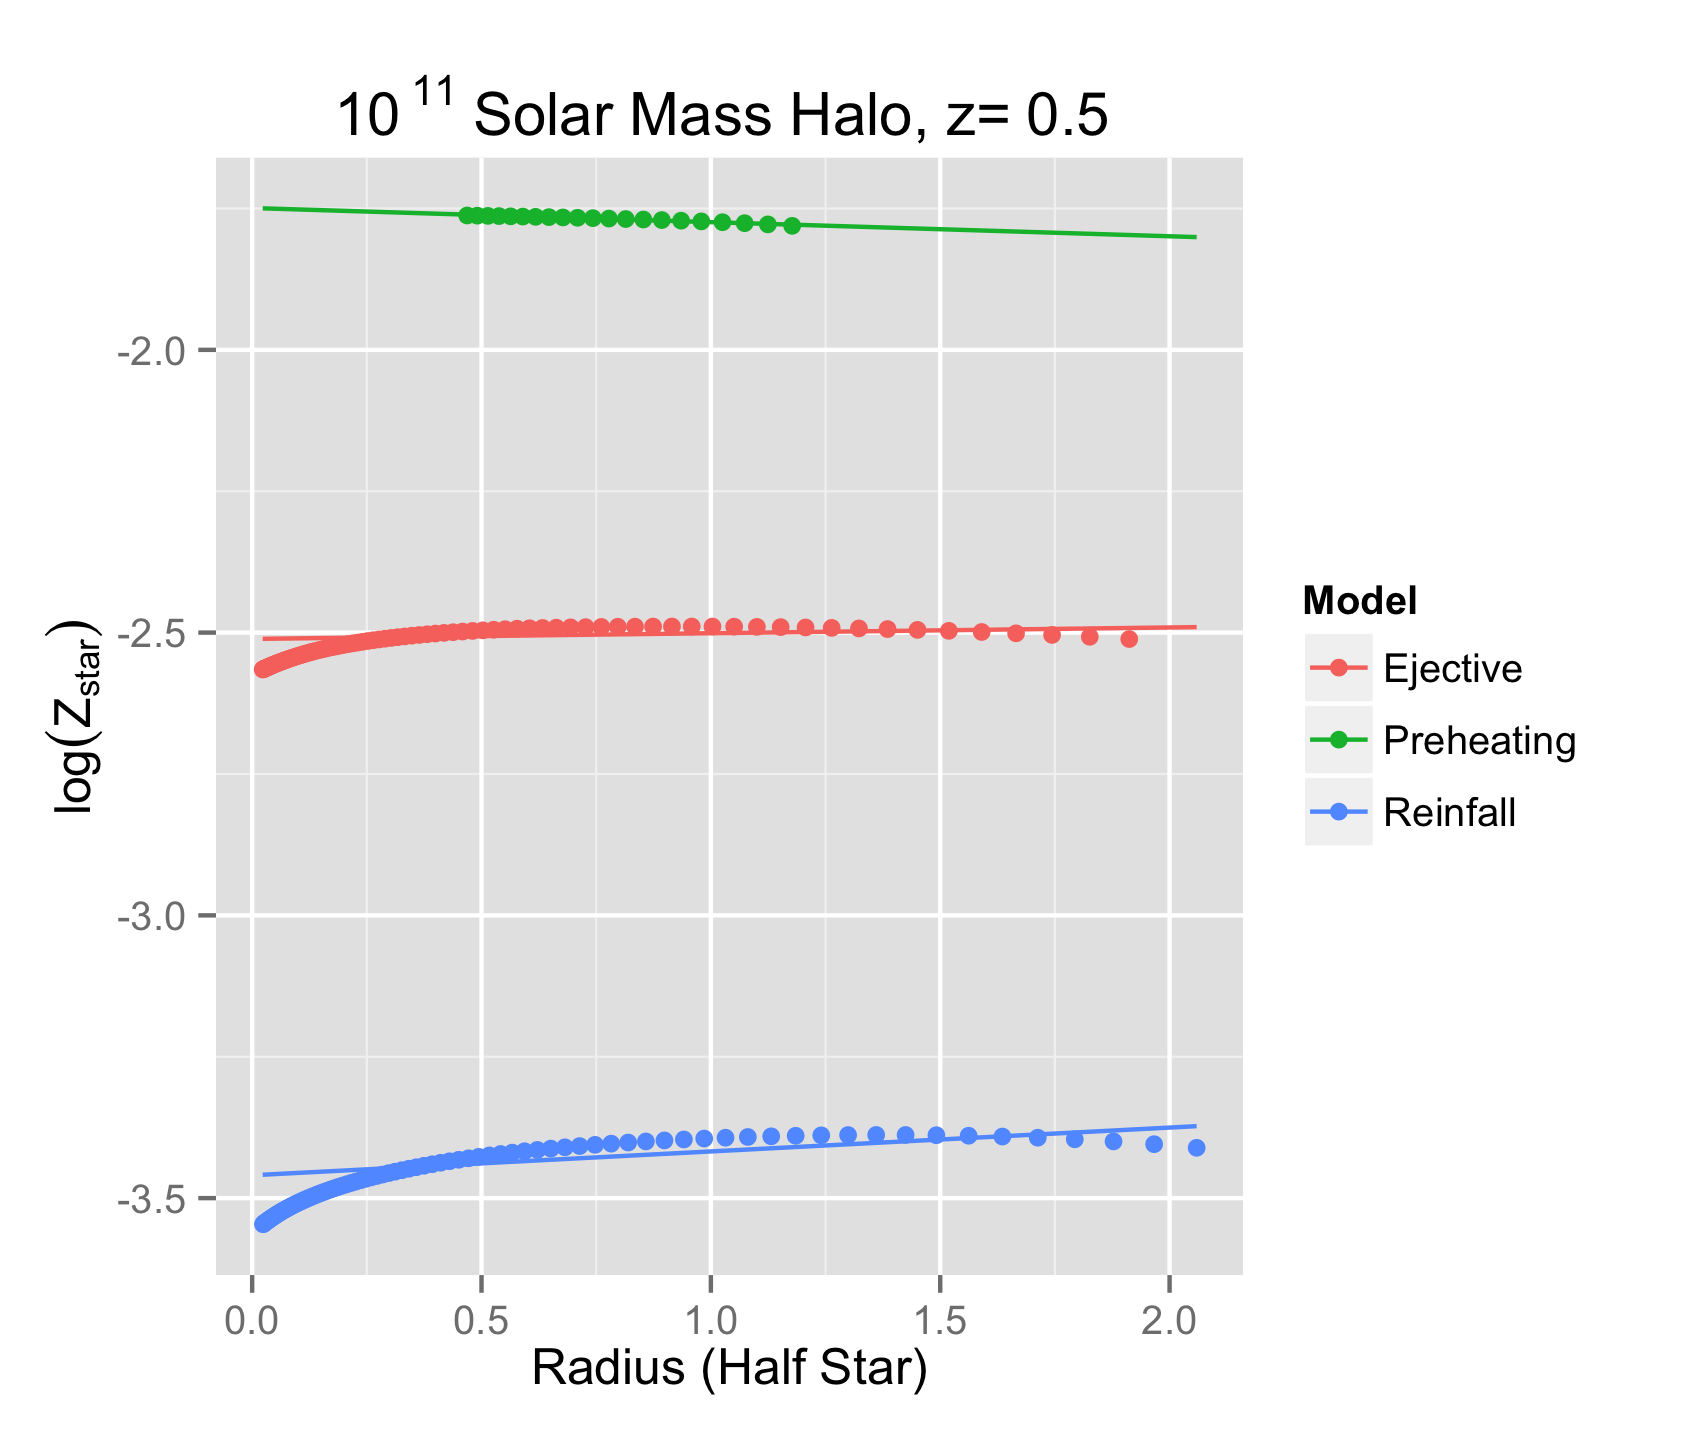 10 11 Solar Mass Halo, z= 0.5
-2.0
-2.5
-3.0
-3.5
log(Zstar)
0.0 0.5 1.0 1.5 2.0
Radius (Half Star)
Model
Ejective
Preheating
Reinfall